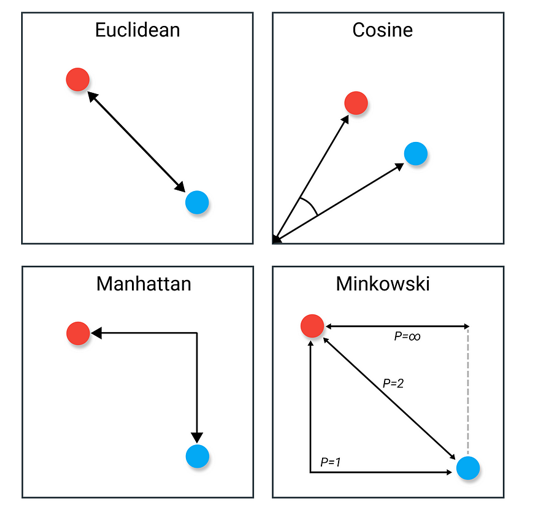 Euclidean
Cosine
Manhattan
Minkowski
P=∞
P=2
P=1